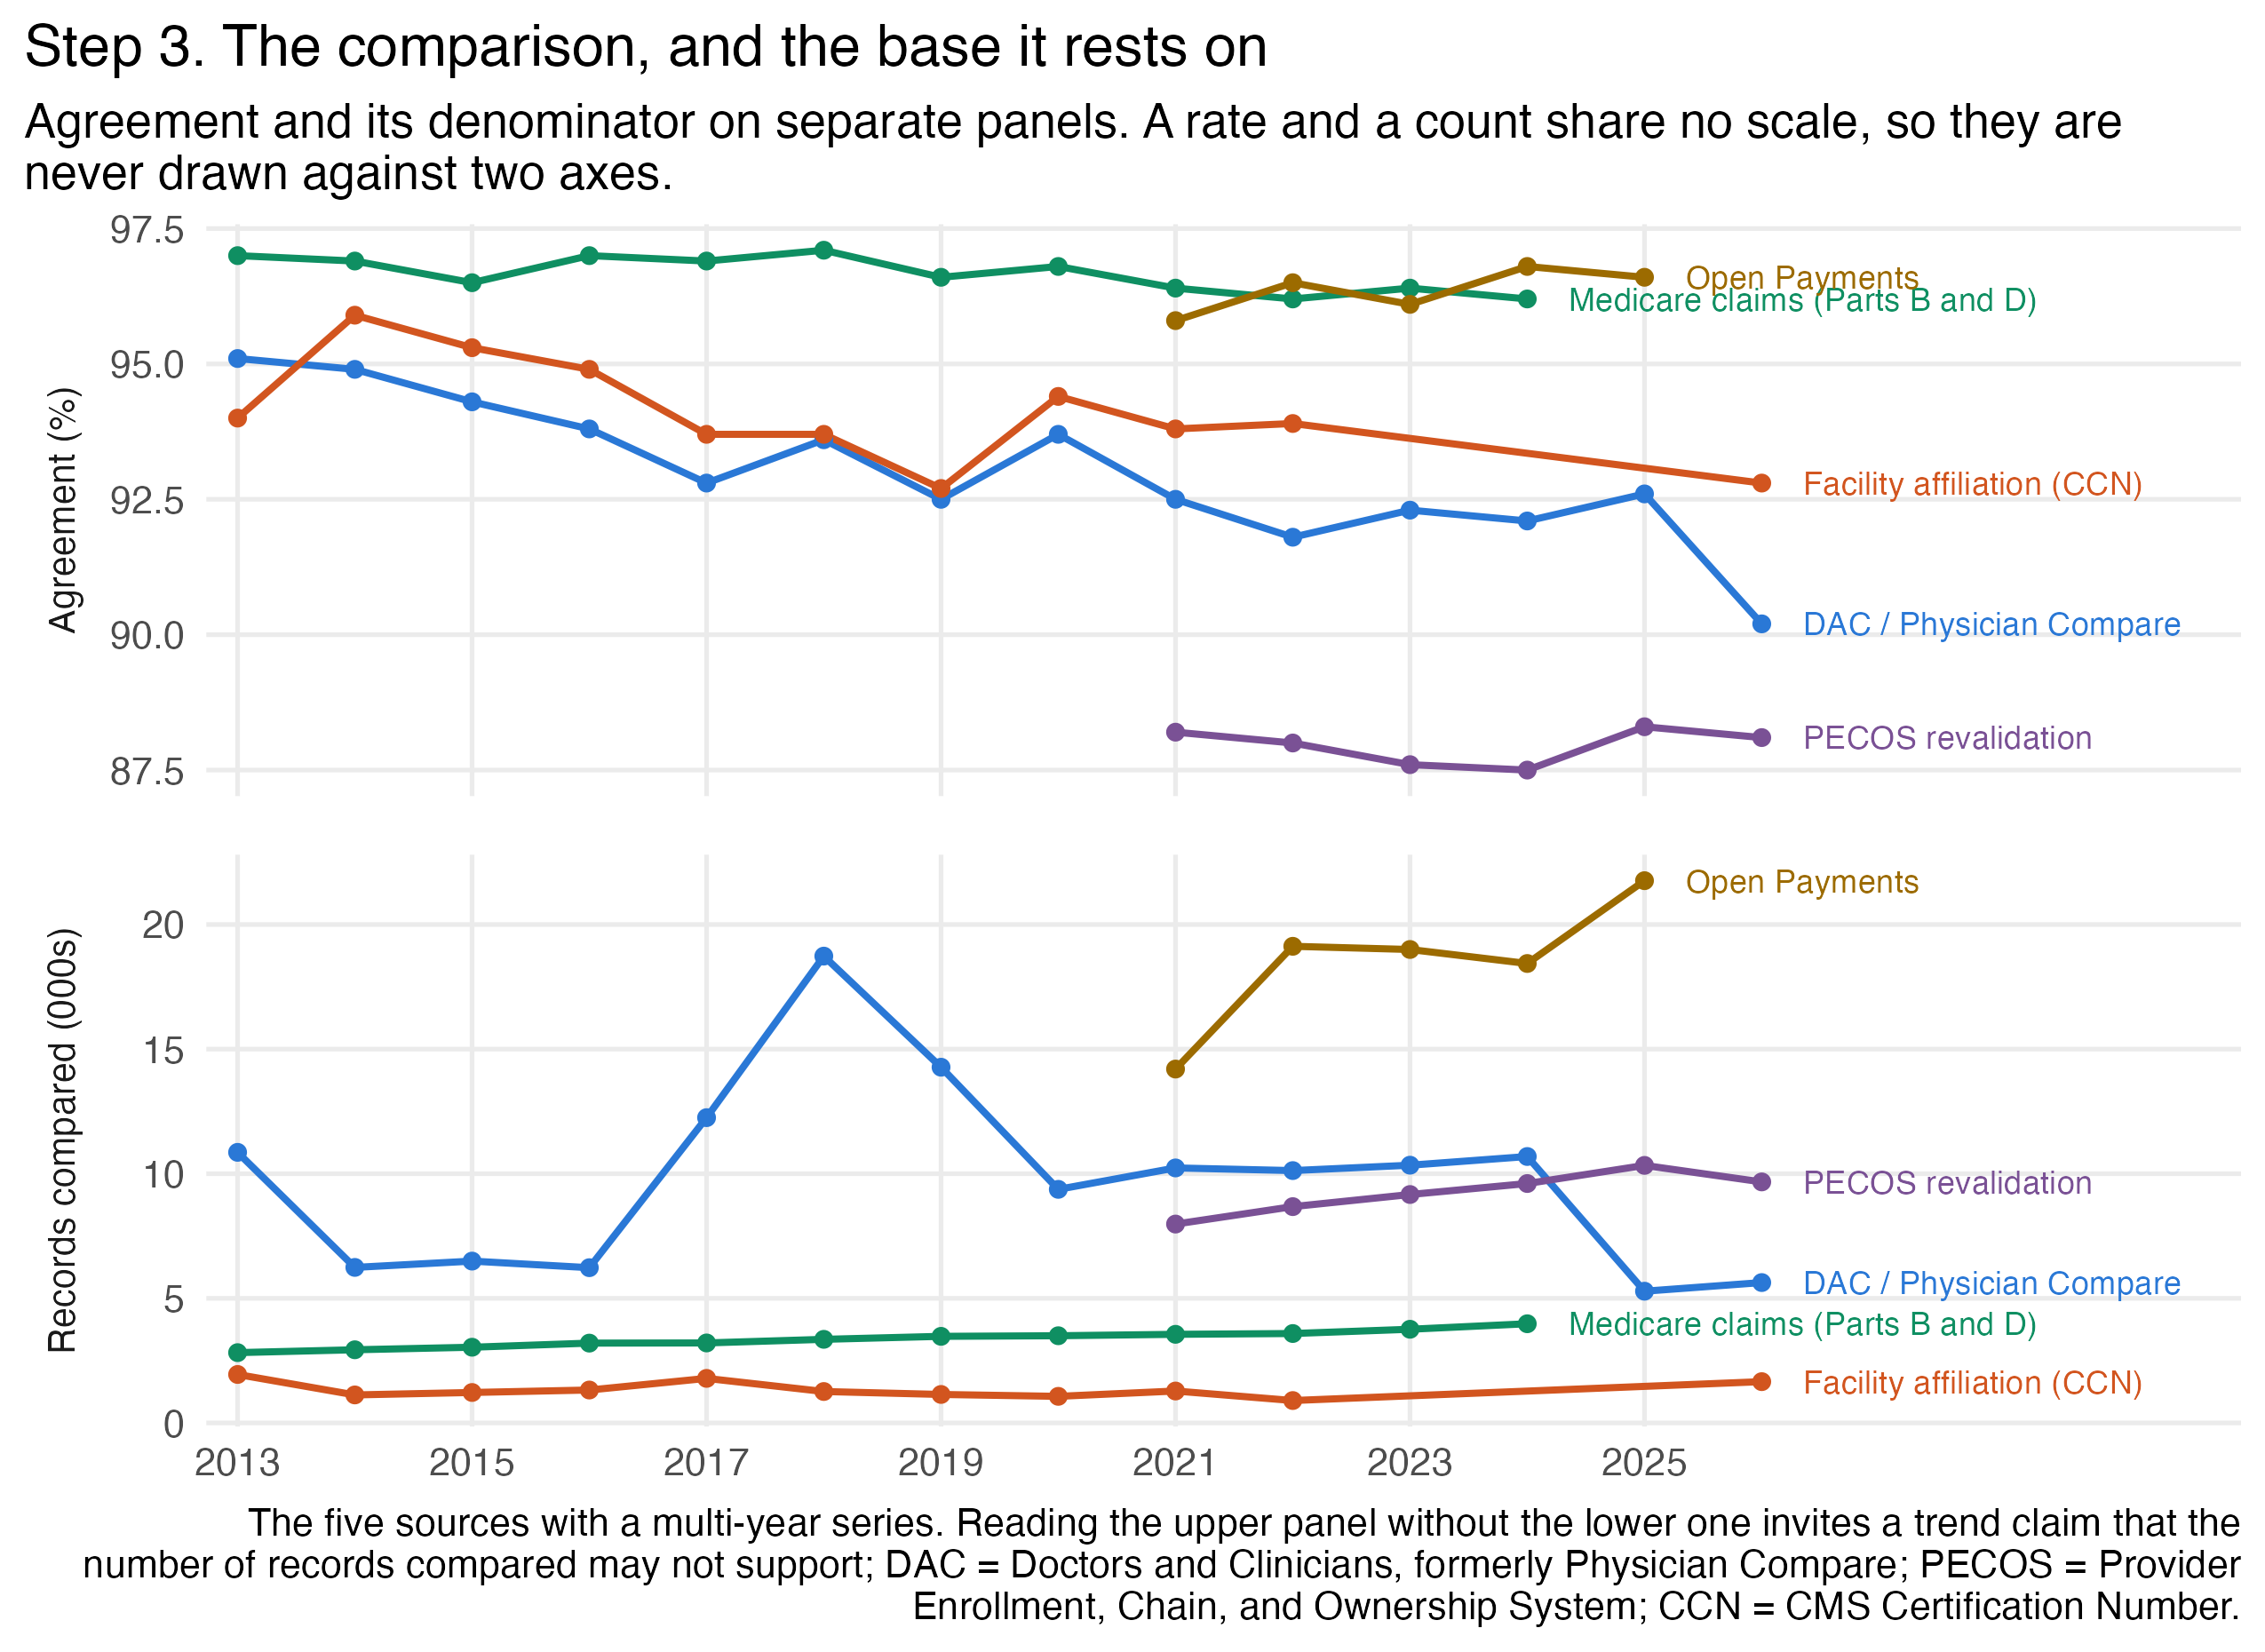 Step 3. The comparison, and the base it rests on
Agreement and its denominator on separate panels. A rate and a count share no scale, so they are
never drawn against two axes.
97.5
95.0
92.5
90.0
87.5
Agreement (%)
Open Payments
Medicare claims (Parts B and D)
Facility affiliation (CCN)
DAC / Physician Compare
PECOS revalidation
20
15
10
5
0
Records compared (000s)
Open Payments
PECOS revalidation
DAC / Physician Compare
Medicare claims (Parts B and D)
Facility affiliation (CCN)
2013 2015 2017 2019 2021 2023 2025
The five sources with a multi-year series. Reading the upper panel without the lower one invites a trend claim that the
number of records compared may not support; DAC = Doctors and Clinicians, formerly Physician Compare; PECOS = Provider
Enrollment, Chain, and Ownership System; CCN = CMS Certification Number.